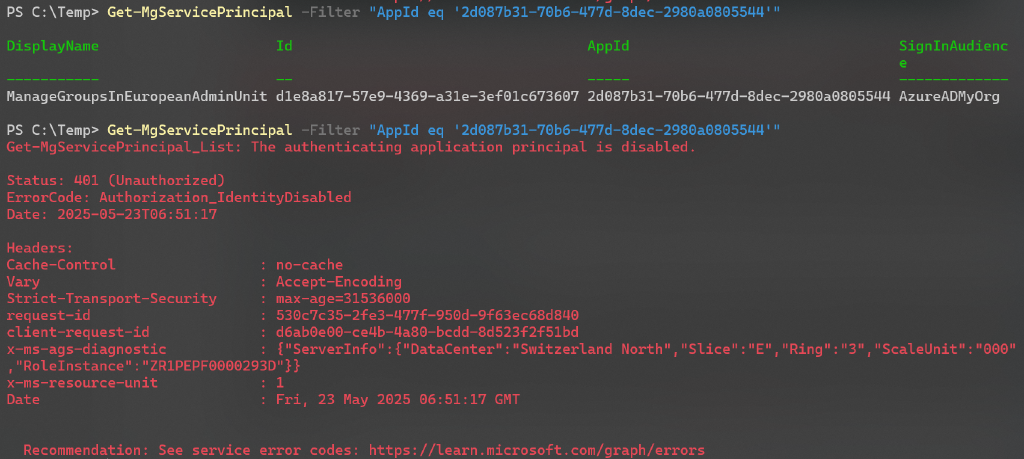 PS C:\Temp> Get-MgServicePrincipal -Filter "AppId eq '2d087b31-70b6-477d-8dec-2980a0805544'"
DisplayName Id AppId SignInAudienc
e
----------- -- ----- -------------
ManageGroupsInEuropeanAdminUnit d1e8a817-57e9-4369-a31e-3ef01c673607 2d087b31-70b6-477d-8dec-2980a0805544 AzureADMyOrg
PS C:\Temp> Get-MgServicePrincipal -Filter "AppId eq '2d087b31-70b6-477d-8dec-2980a0805544'"
Get-MgServicePrincipal_List: The authenticating application principal is disabled.
Status: 401 (Unauthorized)
ErrorCode: Authorization_IdentityDisabled
Date: 2025-05-23T06:51:17
Headers:
Cache-Control : no-cache
Vary : Accept-Encoding
Strict-Transport-Security : max-age=31536000
request-id : 530c7c35-2fe3-477f-950d-9f63ec68d840
client-request-id : d6ab0e00-ce4b-4a80-bcdd-8d523f2f51bd
x-ms-ags-diagnostic : {"ServerInfo":{"DataCenter":"Switzerland North","Slice":"E","Ring":"3","ScaleUnit":"000"
,"RoleInstance":"ZR1PEPF0000293D"}}
x-ms-resource-unit : 1
Date : Fri, 23 May 2025 06:51:17 GMT
Recommendation: See service error codes: https://learn.microsoft.com/graph/errors